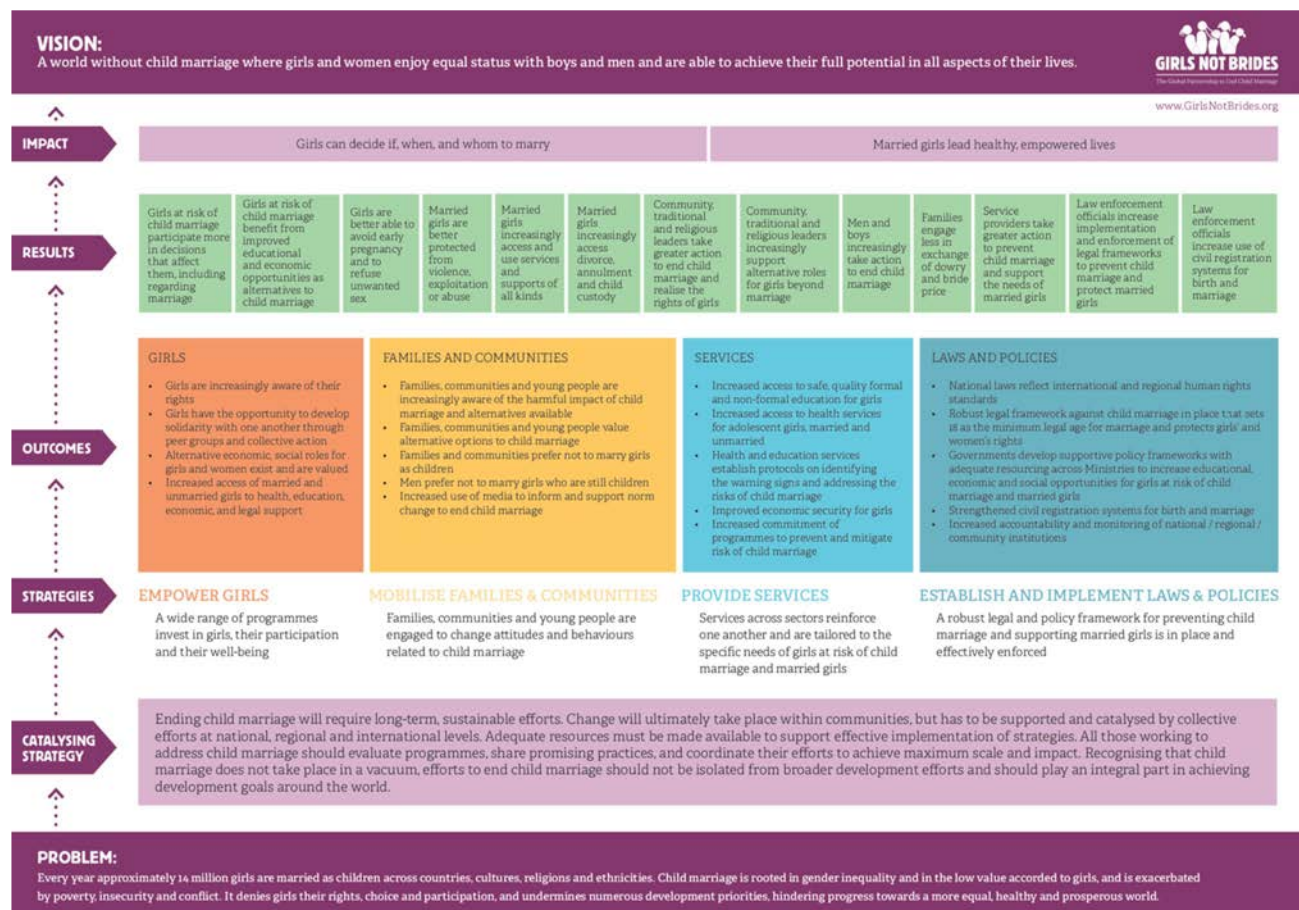 VISION:
A world without child marriage where girls and women enjoy equal status with boys and men and are able to achieve their full potential in all aspects of their lives.
GIRLS NOT BRIDES
The Global Partnership to End Child Marriage
www.GirlsNotBrides.org
IMPACT
Girls can decide if, when, and whom to marry
Married girls lead healthy, empowered lives
RESULTS
Girls at risk of
child marriage
participate more
in decisions
that affect
them, including
regarding
marriage
Girls at risk of
child marriage
benefit from
improved
educational
and economic
opportunities as
alternatives to
child marriage
Girls are
better able to
avoid early
pregnancy
and to
refuse
unwanted
sex
Married
girls are
better
protected
from
violence,
exploitation
or abuse
Married
girls
increasingly
access and
use services
and
supports of
all kinds
Married
girls
increasingly
access
divorce,
annulment
and child
custody
Community,
traditional
and religious
leaders take
greater action
to end child
marriage and
realise the
rights of girls
Community,
traditional and
religious leaders
increasingly
support
alternative roles
for girls beyond
marriage
Men and
boys
increasingly
take action
to end child
marriage
Families
engage
less in
exchange
of dowry
and bride
price
Service
providers take
greater action
to prevent
child marriage
and support
the needs of
married girls
Law enforcement
officials increase
implementation
and enforcement of
legal frameworks
to prevent child
marriage and
protect married
girls
Law
enforcement
officials
increase use of
civil registration
systems for
birth and
marriage
OUTCOMES
GIRLS
• Girls are increasingly aware of their
rights
• Girls have the opportunity to develop
solidarity with one another through
peer groups and collective action
• Alternative economic, social roles for
girls and women exist and are valued
• Increased access of married and
unmarried girls to health, education,
economic, and legal support
FAMILIES AND COMMUNITIES
• Families, communities and young people are
increasingly aware of the harmful impact of child
marriage and alternatives available
• Families, communities and young people value
alternative options to child marriage
• Families and communities prefer not to marry girls
as children
• Men prefer not to marry girls who are still children
• Increased use of media to inform and support norm
change to end child marriage
SERVICES
• Increased access to safe, quality formal
and non-formal education for girls
• Increased access to health services
for adolescent girls, married and
unmarried
• Health and education services
establish protocols on identifying
the warning signs and addressing the
risks of child marriage
• Improved economic security for girls
• Increased commitment of
programmes to prevent and mitigate
risk of child marriage
LAWS AND POLICIES
• National laws reflect international and regional human rights
standards
• Robust legal framework against child marriage in place that sets
18 as the minimum legal age for marriage and protects girls' and
women's rights
• Governments develop supportive policy frameworks with
adequate resourcing across Ministries to increase educational,
economic and social opportunities for girls at risk of child
marriage and married girls
• Strengthened civil registration systems for birth and marriage
• Increased accountability and monitoring of national / regional /
community institutions
STRATEGIES
EMPOWER GIRLS
A wide range of programmes
invest in girls, their participation
and their well-being
MOBILISE FAMILIES & COMMUNITIES
Families, communities and young people are
engaged to change attitudes and behaviours
related to child marriage
PROVIDE SERVICES
Services across sectors reinforce
one another and are tailored to the
specific needs of girls at risk of child
marriage and married girls
ESTABLISH AND IMPLEMENT LAWS & POLICIES
A robust legal and policy framework for preventing child
marriage and supporting married girls is in place and
effectively enforced
CATALYSING
STRATEGY
Ending child marriage will require long-term, sustainable efforts. Change will ultimately take place within communities, but has to be supported and catalysed by collective
efforts at national, regional and international levels. Adequate resources must be made available to support effective implementation of strategies. All those working to
address child marriage should evaluate programmes, share promising practices, and coordinate their efforts to achieve maximum scale and impact. Recognising that child
marriage does not take place in a vacuum, efforts to end child marriage should not be isolated from broader development efforts and should play an integral part in achieving
development goals around the world.
PROBLEM:
Every year approximately 14 million girls are married as children across countries, cultures, religions and ethnicities. Child marriage is rooted in gender inequality and in the low value accorded to girls, and is exacerbated
by poverty, insecurity and conflict. It denies girls their rights, choice and participation, and undermines numerous development priorities, hindering progress towards a more equal, healthy and prosperous world.